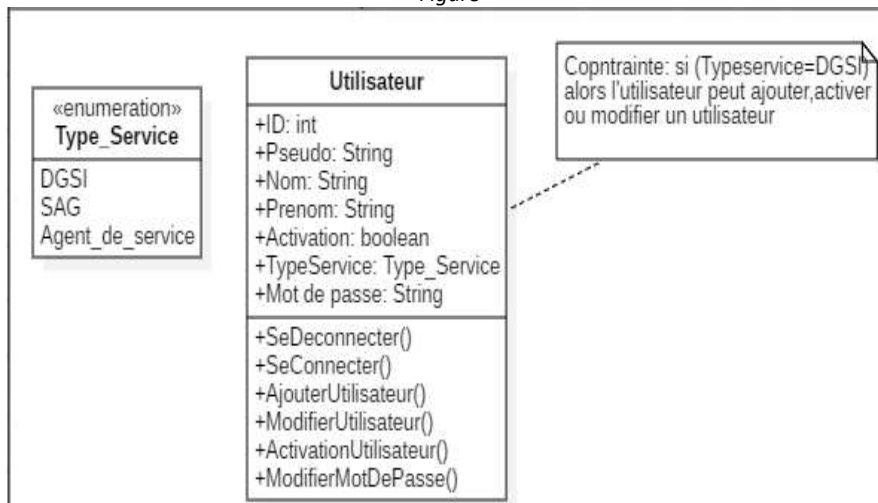 Figure
«enumeration»
Type_Service
DGSI
SAG
Agent_de_service
Utilisateur
+ID: int
+Pseudo: String
+Nom: String
+Prenom: String
+Activation: boolean
+TypeService: Type_Service
+Mot de passe: String
+SeDeconnecter()
+SeConnecter()
+AjouterUtilisateur()
+ModifierUtilisateur()
+ActivationUtilisateur()
+ModifierMotDePasse()
Copntrainte: si (Typeservice=DGSI)
alors l'utilisateur peut ajouter,activer
ou modifier un utilisateur